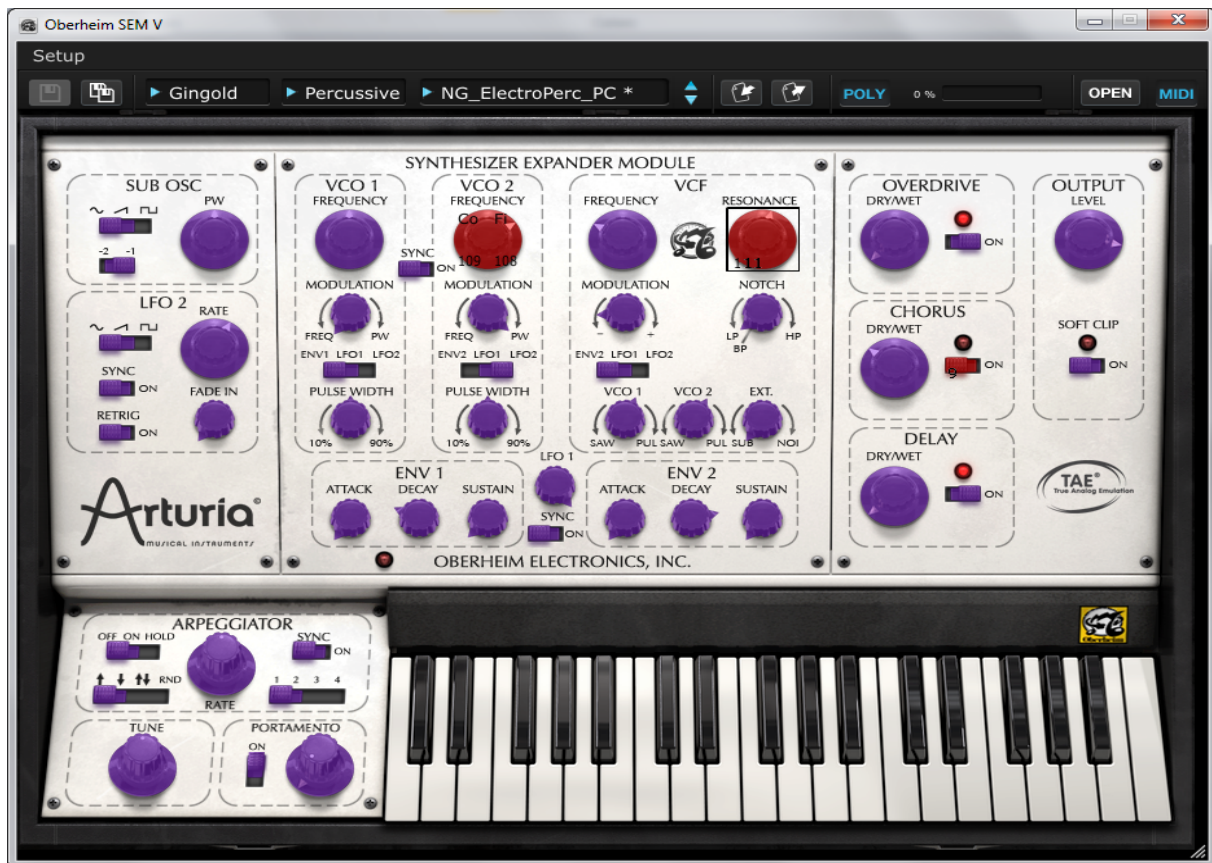 Oberheim SEM V
Setup
Gingold Percussive NG_ElectroPerc_PC * POLY 0 % OPEN MIDI
SYNTHESIZER EXPANDER MODULE
SUB OSC
PW
-2 -1
LFO 2
RATE
SYNC
ON
FADE IN
RETRIG
ON
Arturia©
MUSICAL INSTRUMENTS
VCO 1
FREQUENCY
SYNC
ON
MODULATION
FREQ PW
ENV1 LFO1 LFO2
PULSE WIDTH
10% 90%
VCO 2
FREQUENCY
Co Fi
109 108
MODULATION
FREQ PW
ENV2 LFO1 LFO2
PULSE WIDTH
10% 90%
VCF
FREQUENCY RESONANCE
111
MODULATION NOTCH
- + LP HP
BP
ENV2 LFO1 LFO2
VCO 1 VCO 2 EXT.
SAW PUL SAW PUL SUB NOI
ENV 1
ATTACK DECAY SUSTAIN
LFO 1
SYNC
ON
ENV 2
ATTACK DECAY SUSTAIN
OBERHEIM ELECTRONICS, INC.
OVERDRIVE
DRY/WET
ON
CHORUS
DRY/WET
9
ON
DELAY
DRY/WET
ON
OUTPUT
LEVEL
SOFT CLIP
ON
TAE®
True Analog Emulation
ARPEGGIATOR
OFF ON HOLD SYNC
ON
RND 1 2 3 4
RATE
TUNE PORTAMENTO
ON
Oberheim